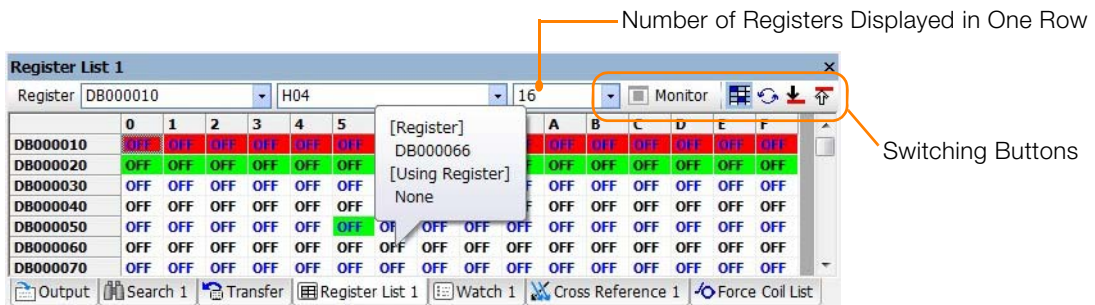 Number of Registers Displayed in One Row
Register List 1
Register DB000010 H04 16 Monitor
0 1 2 3 4 5 A B C D E F
[Register]
DB000066
[Using Register]
None
Switching Buttons
DB000010 OFF OFF OFF OFF OFF OFF OFF OFF OFF OFF OFF OFF
DB000020 OFF OFF OFF OFF OFF OFF OFF OFF OFF OFF OFF OFF
DB000030 OFF OFF OFF OFF OFF OFF OFF OFF OFF OFF OFF OFF
DB000040 OFF OFF OFF OFF OFF OFF OFF OFF OFF OFF OFF OFF
DB000050 OFF OFF OFF OFF OFF OFF OFF OFF OFF OFF OFF OFF OFF OFF OFF
DB000060 OFF OFF OFF OFF OFF OFF OFF OFF OFF OFF OFF OFF OFF OFF OFF OFF
DB000070 OFF OFF OFF OFF OFF OFF OFF OFF OFF OFF OFF OFF OFF OFF OFF OFF
Output Search 1 Transfer Register List 1 Watch 1 Cross Reference 1 Force Coil List